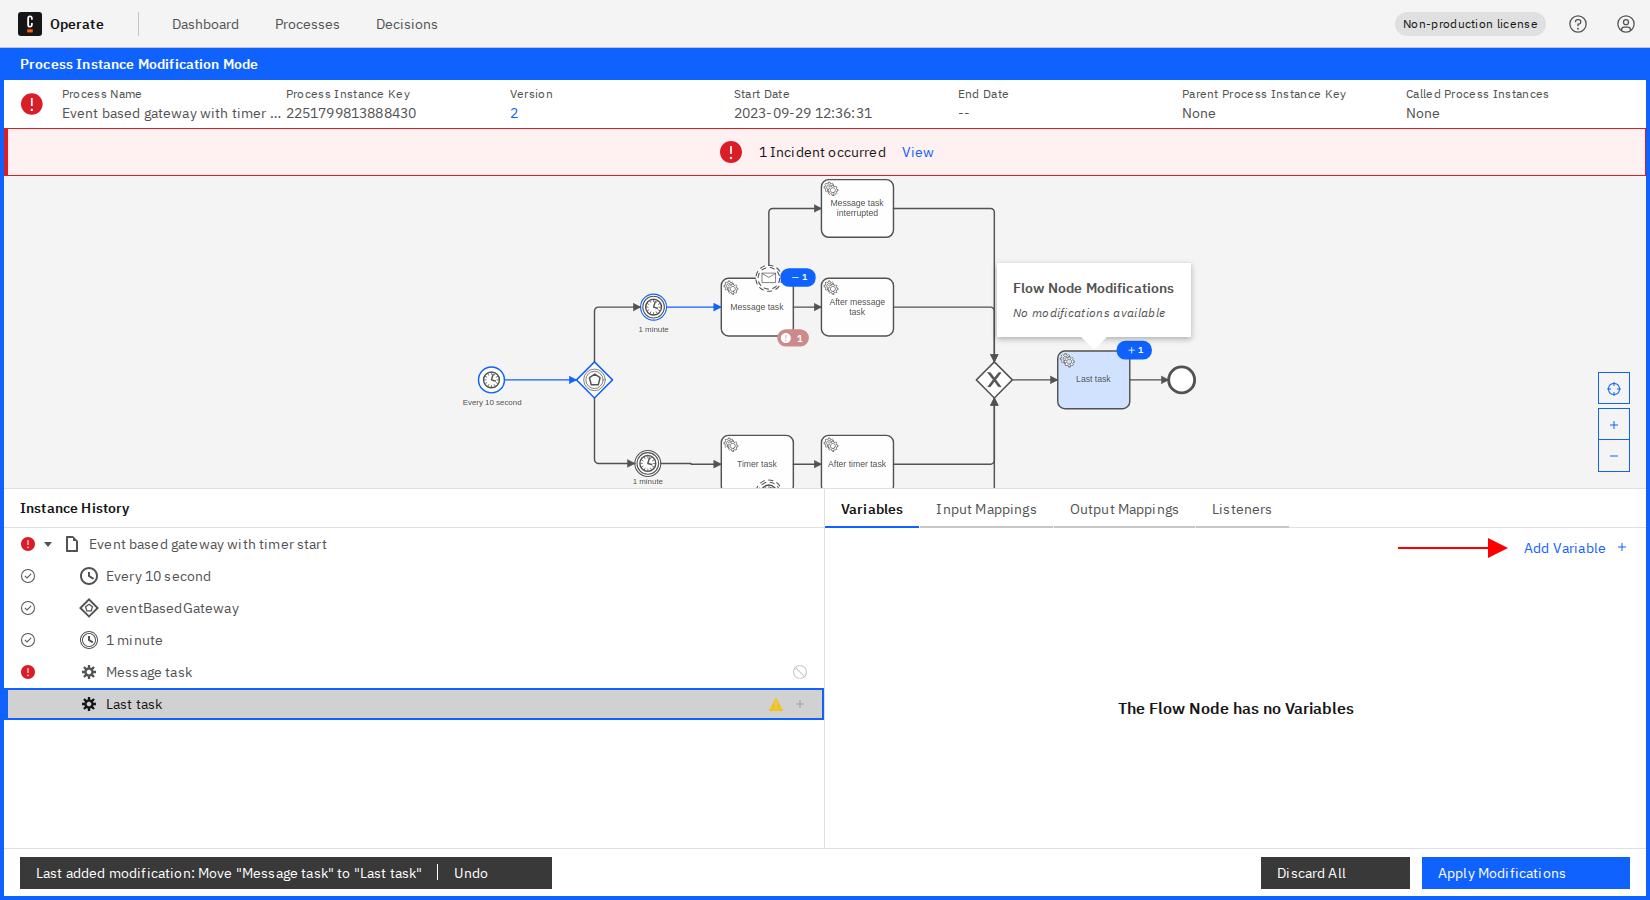 Operate
Dashboard
Processes
Decisions
Non-production license
Process Instance Modification Mode
Process Name
Event based gateway with timer ...
Process Instance Key
2251799813888430
Version
2
Start Date
2023-09-29 12:36:31
End Date
--
Parent Process Instance Key
None
Called Process Instances
None
1 Incident occurred
View
Message task
interrupted
− 1
Message task
After message
task
1 minute
1
Flow Node Modifications
No modifications available
+ 1
Last task
Every 10 second
Timer task
After timer task
1 minute
Instance History
Event based gateway with timer start
Every 10 second
eventBasedGateway
1 minute
Message task
Last task
Variables
Input Mappings
Output Mappings
Listeners
Add Variable +
The Flow Node has no Variables
Last added modification: Move "Message task" to "Last task"
Undo
Discard All
Apply Modifications